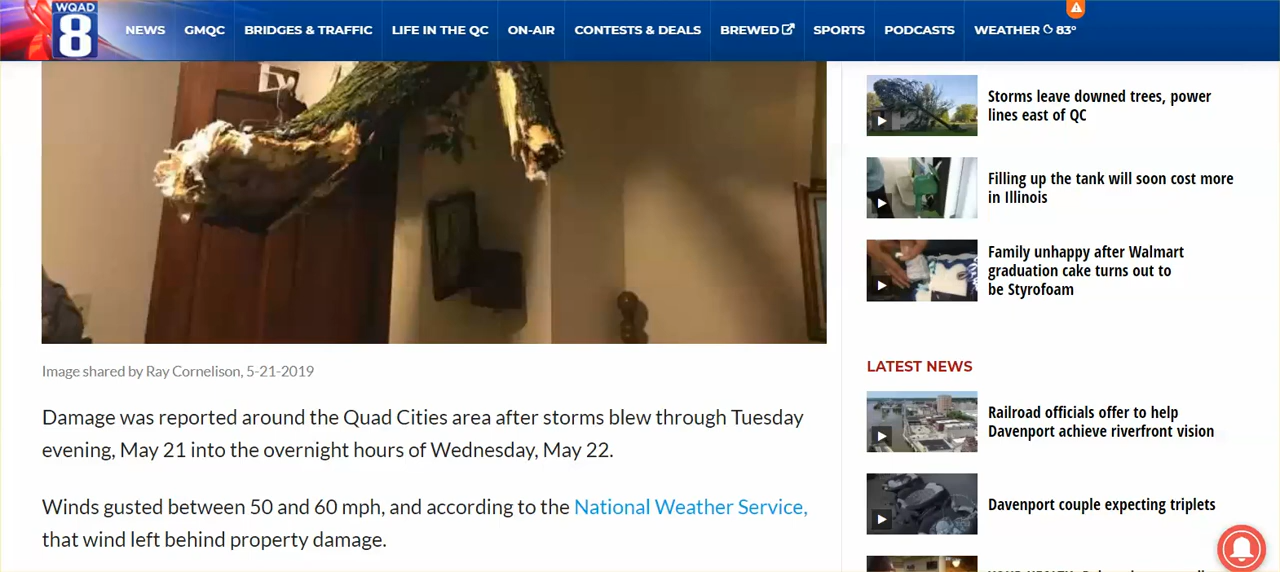 WQAD
8
NEWS
GMQC
BRIDGES & TRAFFIC
LIFE IN THE QC
ON-AIR
CONTESTS & DEALS
BREWED
SPORTS
PODCASTS
WEATHER 83°
Image shared by Ray Cornelison, 5-21-2019
Damage was reported around the Quad Cities area after storms blew through Tuesday
evening, May 21 into the overnight hours of Wednesday, May 22.
Winds gusted between 50 and 60 mph, and according to the National Weather Service,
that wind left behind property damage.
Storms leave downed trees, power
lines east of QC
Filling up the tank will soon cost more
in Illinois
Family unhappy after Walmart
graduation cake turns out to
be Styrofoam
LATEST NEWS
Railroad officials offer to help
Davenport achieve riverfront vision
Davenport couple expecting triplets